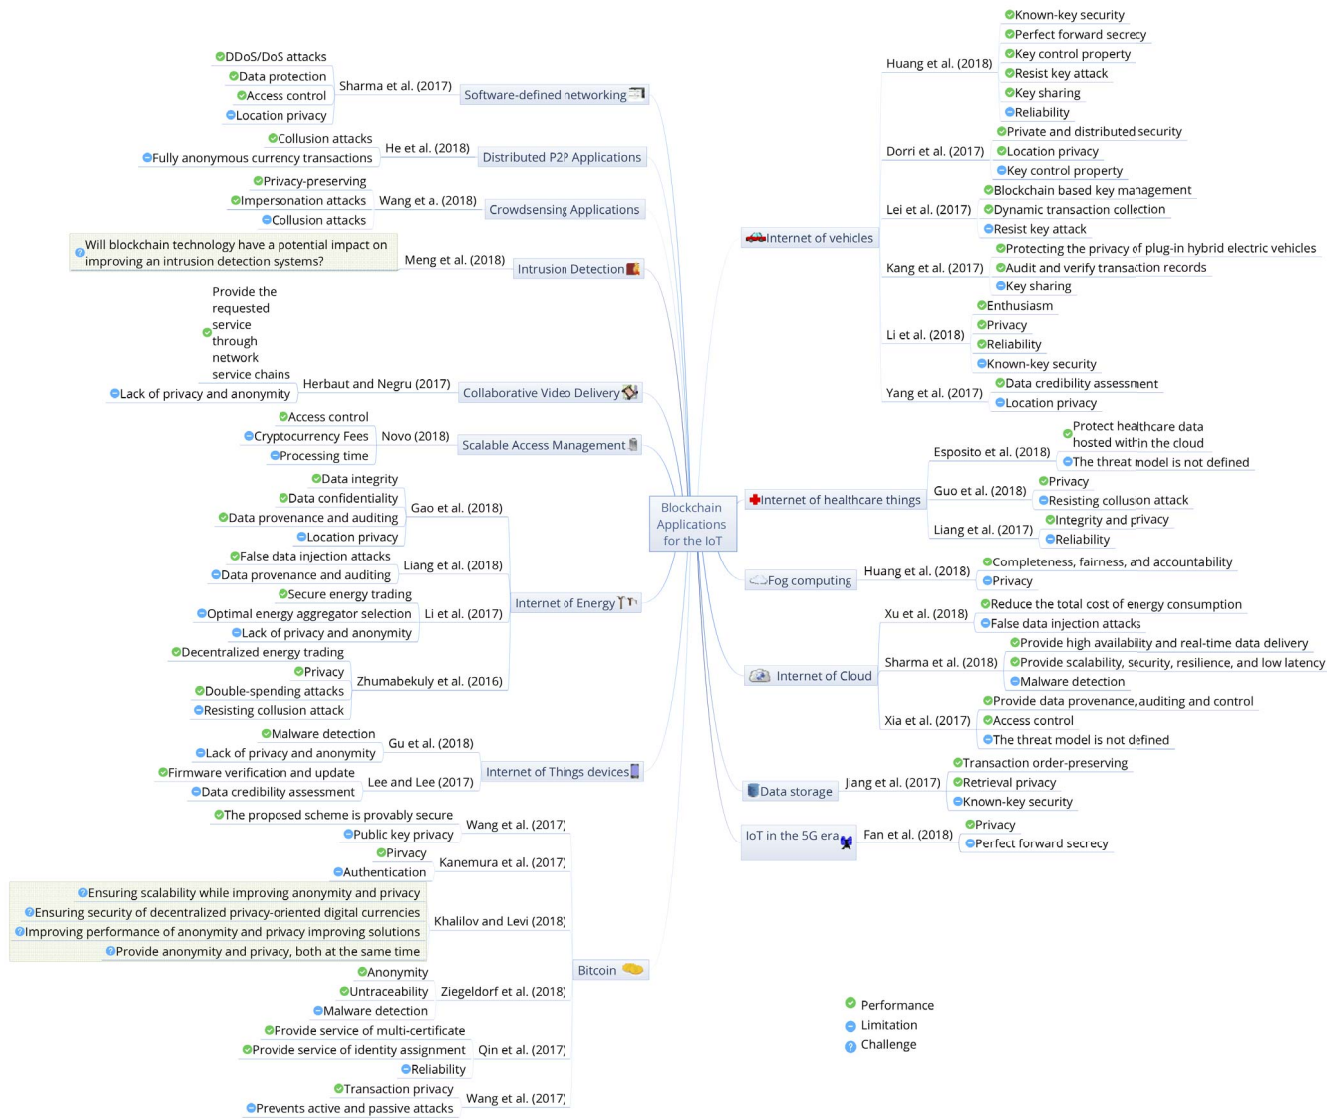 Blockchain
Applications
for the IoT
DDoS/DoS attacks
Data protection
Access control
Location privacy
Sharma et al. (2017)
Software-defined networking
Collusion attacks
Fully anonymous currency transactions
He et al. (2018)
Distributed P2P Applications
Privacy-preserving
Impersonation attacks
Collusion attacks
Wang et a. (2018)
Crowdsensing Applications
Will blockchain technology have a potential impact on
improving an intrusion detection systems?
Meng et al. (2018)
Intrusion Detection
Provide the
requested
service
through
network
service chains
Lack of privacy and anonymity
Herbaut and Negru (2017)
Collaborative Video Delivery
Access control
Cryptocurrency Fees
Processing time
Novo (2018)
Scalable Access Management
Data integrity
Data confidentiality
Data provenance and auditing
Location privacy
Gao et al. (2018)
False data injection attacks
Data provenance and auditing
Liang et al. (2018)
Secure energy trading
Optimal energy aggregator selection
Lack of privacy and anonymity
Li et al. (2017)
Decentralized energy trading
Privacy
Double-spending attacks
Resisting collusion attack
Zhumabekuly et al. (2016)
Internet of Energy
Malware detection
Lack of privacy and anonymity
Gu et al. (2018)
Firmware verification and update
Data credibility assessment
Lee and Lee (2017)
Internet of Things devices
The proposed scheme is provably secure
Public key privacy
Wang et al. (2017)
Pirvacy
Authentication
Kanemura et al. (2017)
Ensuring scalability while improving anonymity and privacy
Ensuring security of decentralized privacy-oriented digital currencies
Improving performance of anonymity and privacy improving solutions
Provide anonymity and privacy, both at the same time
Khalilov and Levi (2018)
Anonymity
Untraceability
Malware detection
Ziegeldorf et al. (2018)
Provide service of multi-certificate
Provide service of identity assignment
Reliability
Qin et al. (2017)
Transaction privacy
Prevents active and passive attacks
Wang et al. (2017)
Bitcoin
Internet of vehicles
Huang et al. (2018)
Known-key security
Perfect forward secrecy
Key control property
Resist key attack
Key sharing
Reliability
Dorri et al. (2017)
Private and distributed security
Location privacy
Key control property
Lei et al. (2017)
Blockchain based key management
Dynamic transaction collection
Resist key attack
Kang et al. (2017)
Protecting the privacy of plug-in hybrid electric vehicles
Audit and verify transaction records
Key sharing
Li et al. (2018)
Enthusiasm
Privacy
Reliability
Known-key security
Yang et al. (2017)
Data credibility assessment
Location privacy
Internet of healthcare things
Esposito et al. (2018)
Protect healthcare data
hosted within the cloud
The threat model is not defined
Guo et al. (2018)
Privacy
Resisting colluson attack
Liang et al. (2017)
Integrity and privacy
Reliability
Fog computing
Huang et al. (2018)
Completeness, fairness, and accountability
Privacy
Internet of Cloud
Xu et al. (2018)
Reduce the total cost of energy consumption
False data injection attacks
Sharma et al. (2018)
Provide high availability and real-time data delivery
Provide scalability, security, resilience, and low latency
Malware detection
Xia et al. (2017)
Provide data provenance, auditing and control
Access control
The threat model is not defined
Data storage
Jang et al. (2017)
Transaction order-preserving
Retrieval privacy
Known-key security
IoT in the 5G era
Fan et al. (2018)
Privacy
Perfect forward secrecy
Performance
Limitation
Challenge